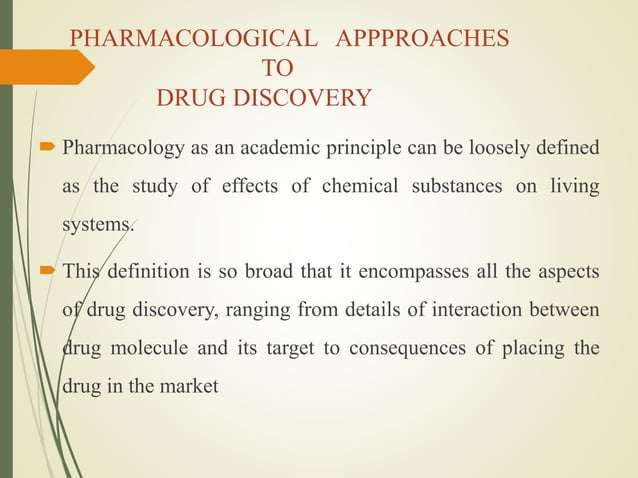 PHARMACOLOGICAL APPPROACHES
TO
DRUG DISCOVERY
Pharmacology as an academic principle can be loosely defined
as the study of effects of chemical substances on living
systems.
This definition is so broad that it encompasses all the aspects
of drug discovery, ranging from details of interaction between
drug molecule and its target to consequences of placing the
drug in the market